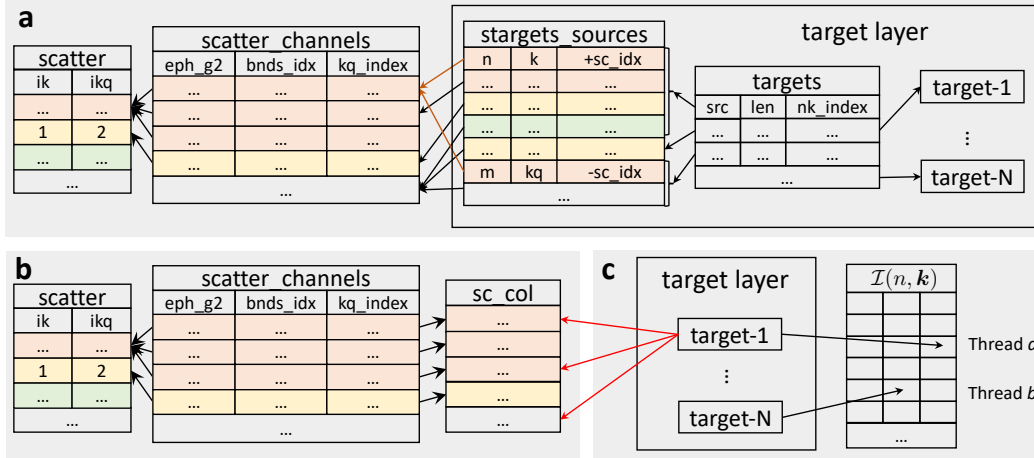 a
scatter
ik ikq
... ...
1 2
... ...
...
scatter_channels
eph_g2 bnds_idx kq_index
... ... ...
... ... ...
... ... ...
... ... ...
...
target layer
stargets_sources
n k +sc_idx
... ... ...
... ... ...
... ... ...
... ... ...
m kq -sc_idx
...
targets
src len nk_index
... ... ...
... ... ...
...
target-1
...
target-N
b
scatter
ik ikq
... ...
1 2
... ...
...
scatter_channels
eph_g2 bnds_idx kq_index
... ... ...
... ... ...
... ... ...
... ... ...
...
sc_col
...
...
...
...
...
c
target layer
target-1
...
target-N
I(n, k)
Thread a
Thread b
...